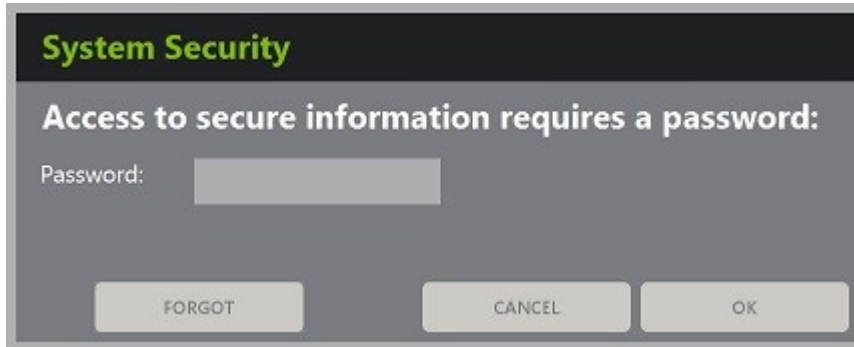 System Security
Access to secure information requires a password:
Password:
FORGOT CANCEL OK